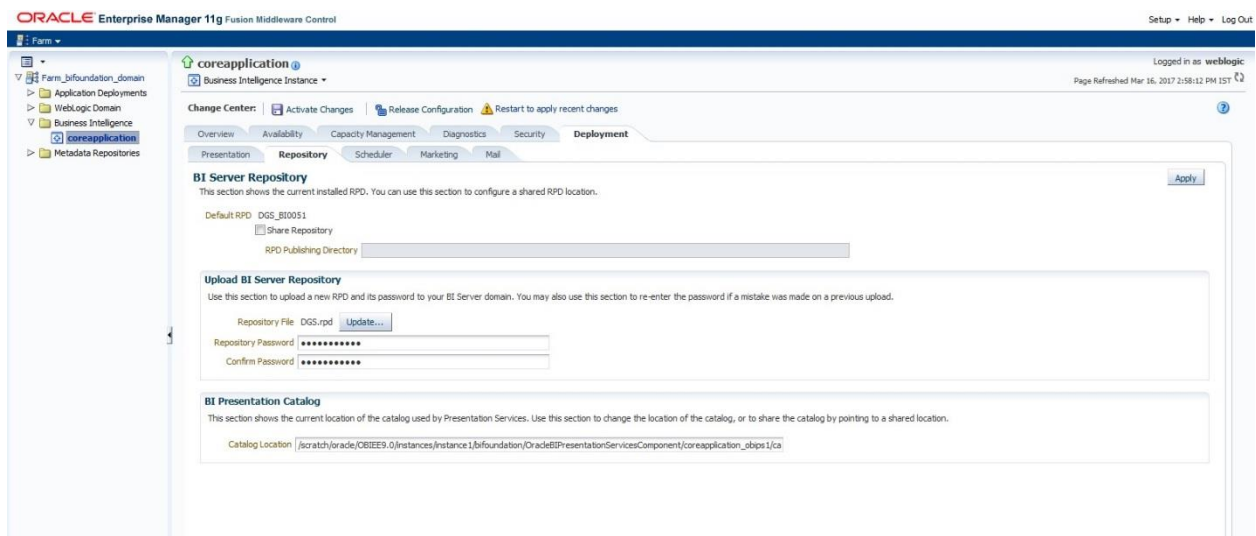 ORACLE Enterprise Manager 11g Fusion Middleware Control
Setup Help Log Out
Farm
Farm_bifoundation_domain
Application Deployments
WebLogic Domain
Business Intelligence
coreapplication
Metadata Repositories
coreapplication
Logged in as weblogic
Business Intelligence Instance
Page Refreshed Mar 16, 2017 2:58:12 PM IST
Change Center: Activate Changes Release Configuration Restart to apply recent changes
Overview Availability Capacity Management Diagnostics Security Deployment
Presentation Repository Scheduler Marketing Mail
BI Server Repository
Apply
This section shows the current installed RPD. You can use this section to configure a shared RPD location.
Default RPD DGS_BI0051
Share Repository
RPD Publishing Directory
Upload BI Server Repository
Use this section to upload a new RPD and its password to your BI Server domain. You may also use this section to re-enter the password if a mistake was made on a previous upload.
Repository File DGS.rpd Update...
Repository Password •••••••••••
Confirm Password •••••••••••
BI Presentation Catalog
This section shows the current location of the catalog used by Presentation Services. Use this section to change the location of the catalog, or to share the catalog by pointing to a shared location.
Catalog Location /scratch/oracle/OBIEE9.0/instances/instance1/bifoundation/OracleBIPresentationServicesComponent/coreapplication_obips1/ca